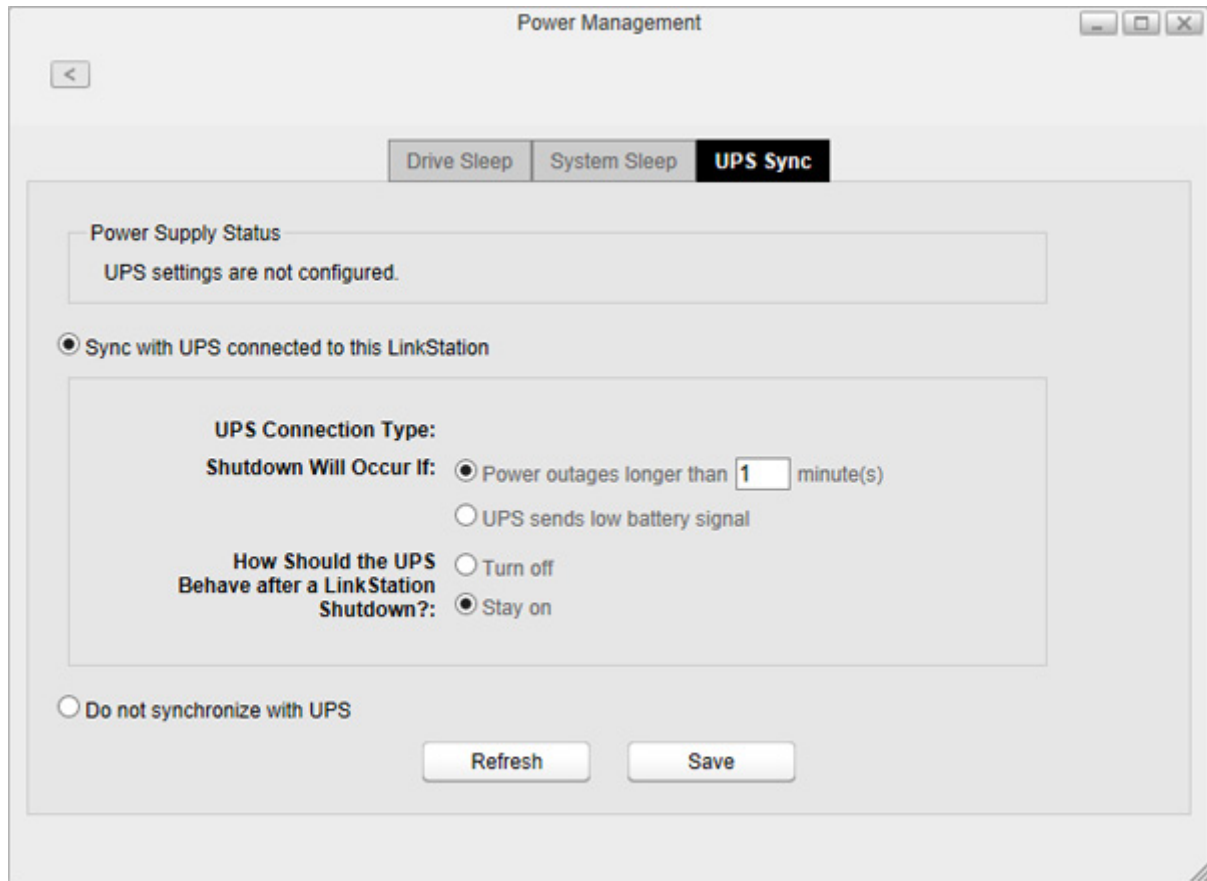 Power Management
<
Drive Sleep System Sleep UPS Sync
Power Supply Status
UPS settings are not configured.
Sync with UPS connected to this LinkStation
UPS Connection Type:
Shutdown Will Occur If: Power outages longer than 1 minute(s)
UPS sends low battery signal
How Should the UPS
Behave after a LinkStation
Shutdown?:
Turn off
Stay on
Do not synchronize with UPS
Refresh Save